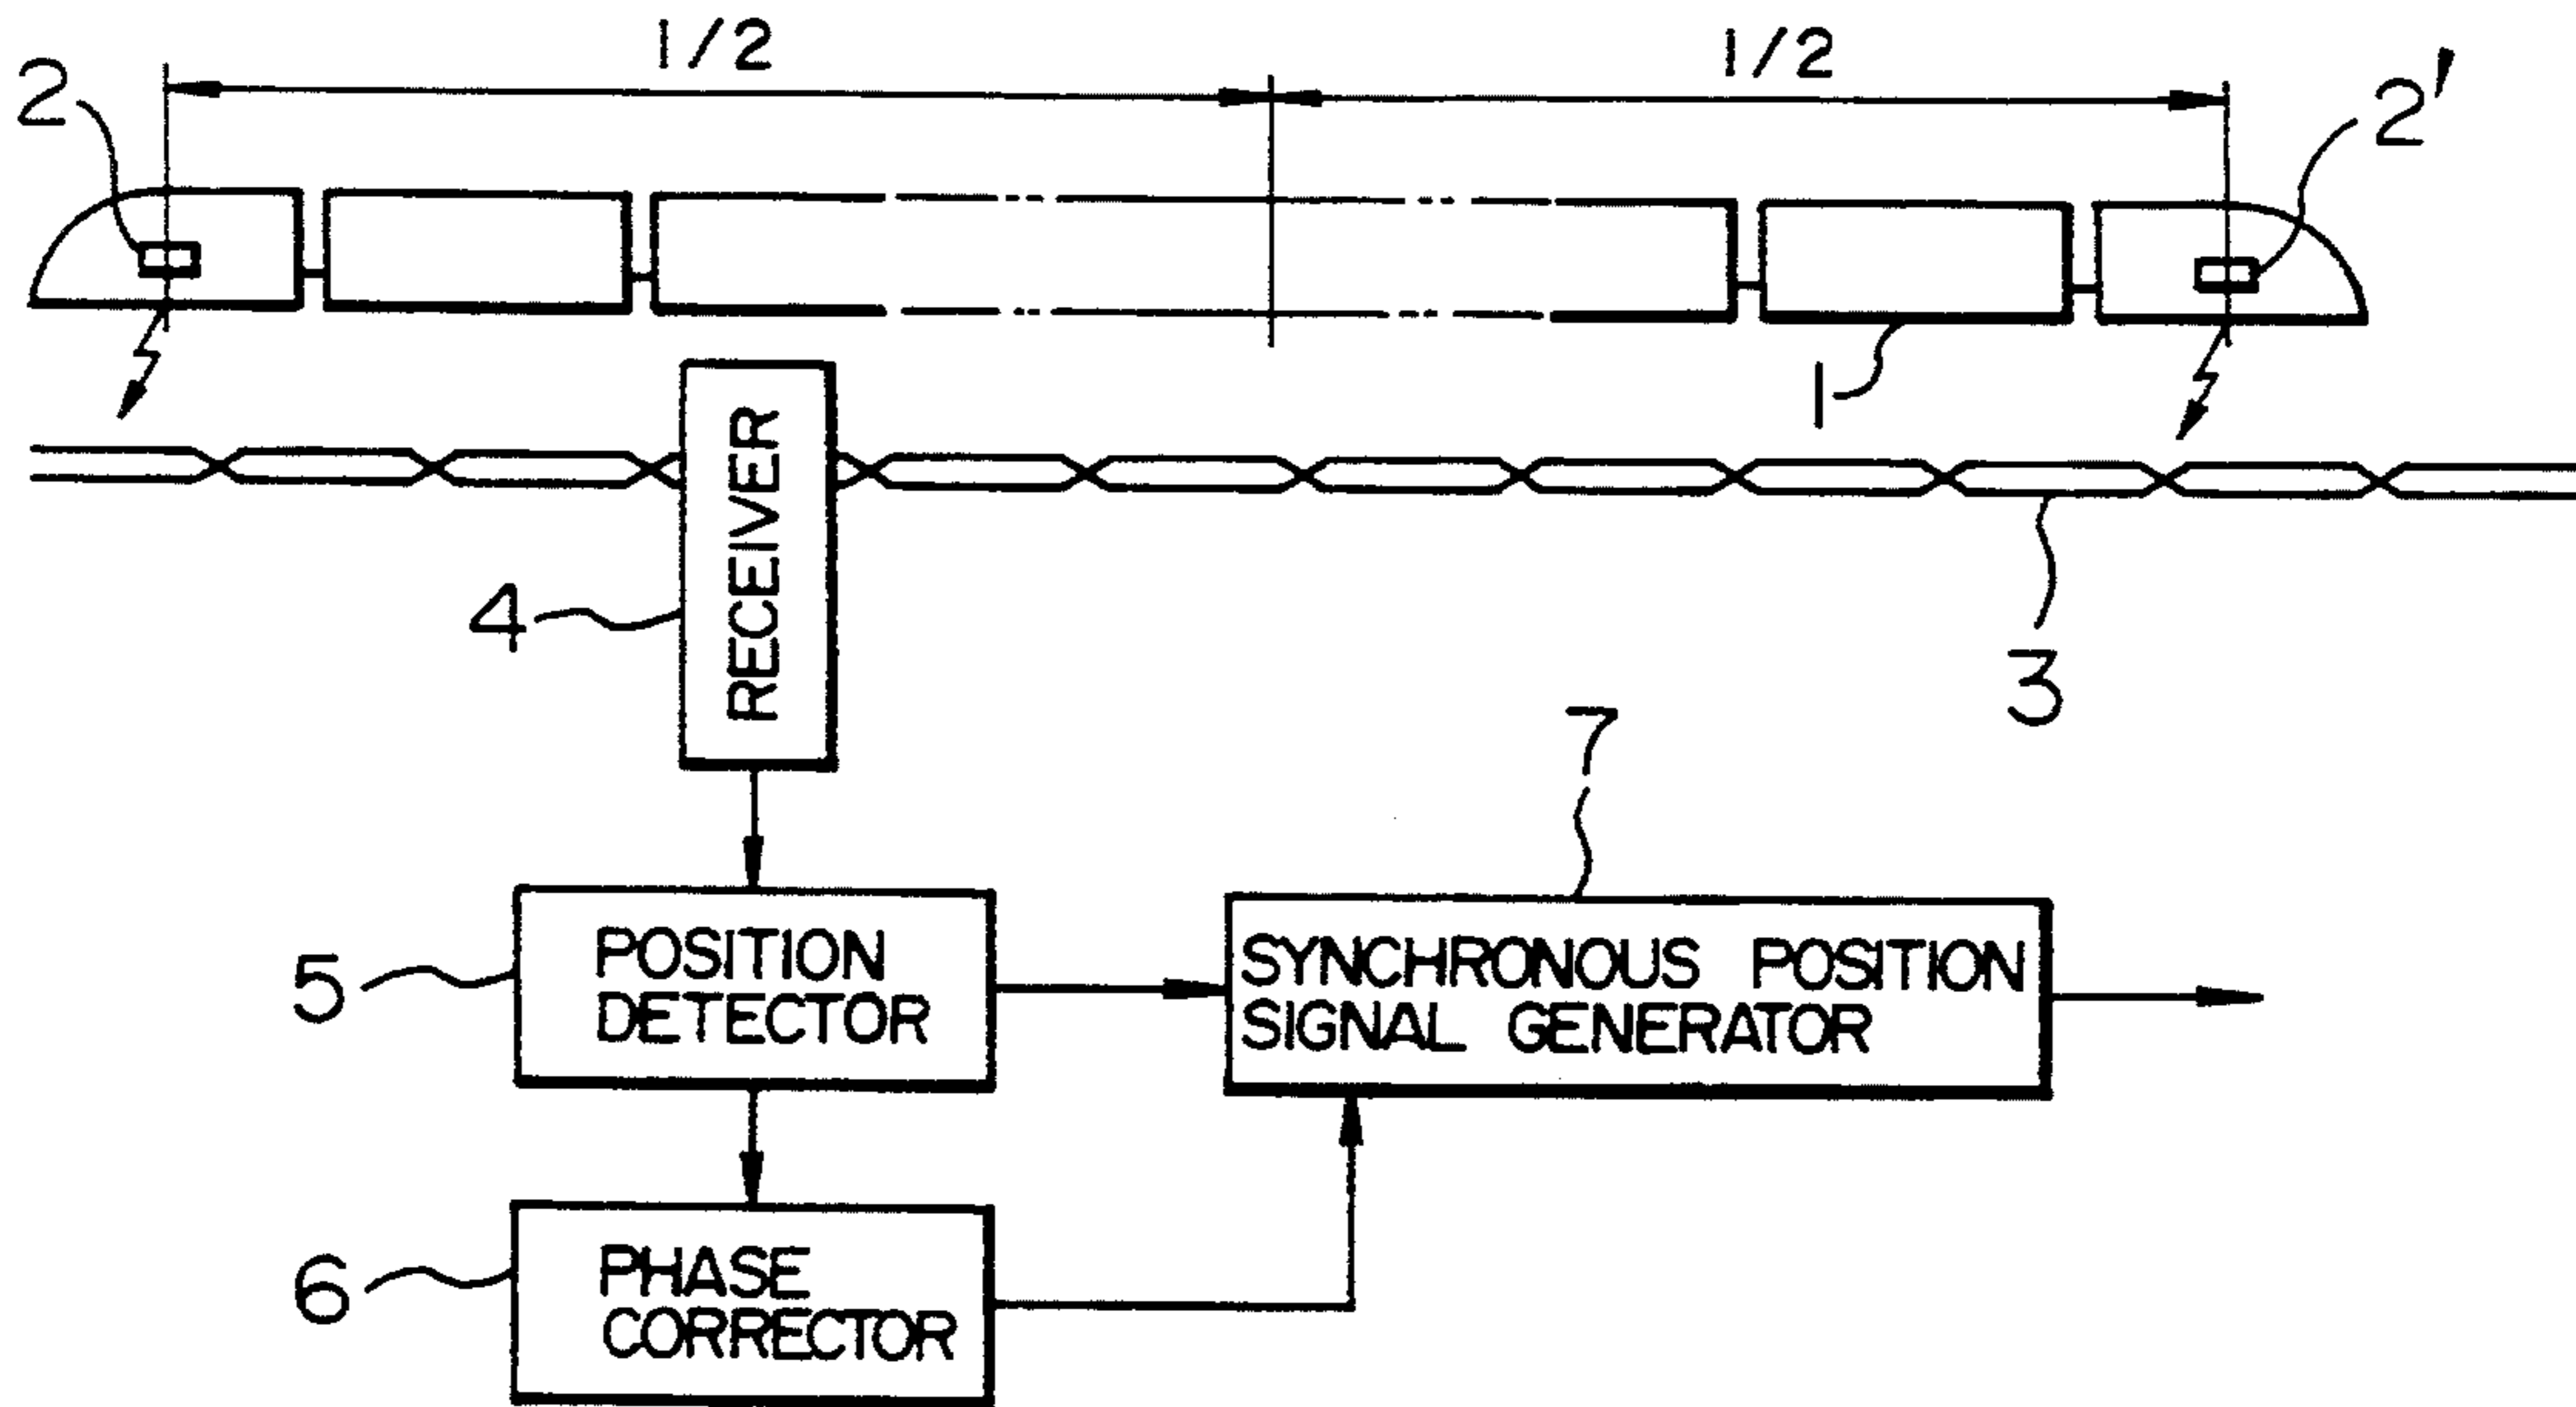 1/2
1/2
2
2'
1
RECEIVER
4
3
7
5
POSITION
DETECTOR
SYNCHRONOUS POSITION
SIGNAL GENERATOR
6
PHASE
CORRECTOR